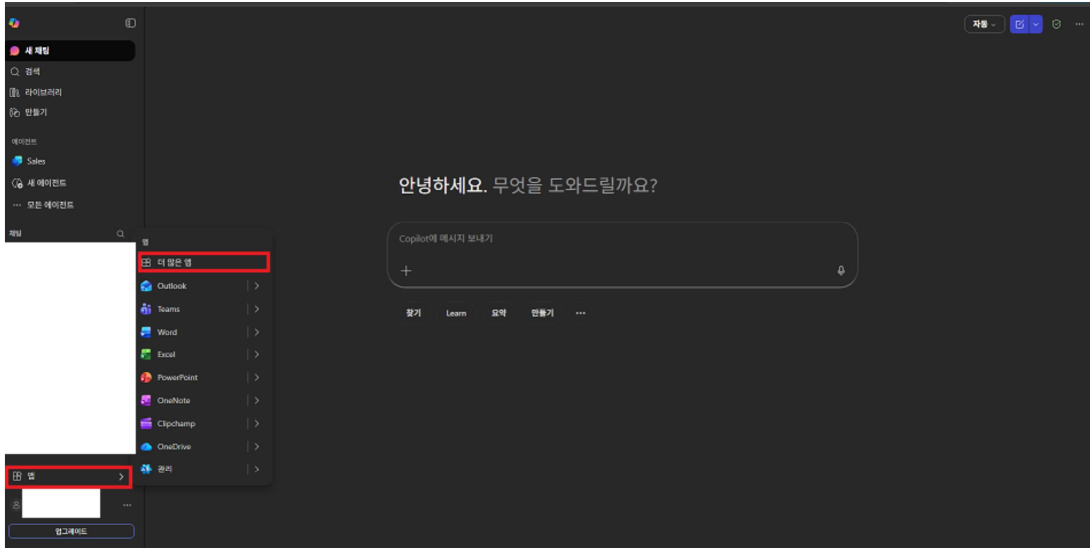 자동
새 채팅
검색
라이브러리
만들기
에이전트
Sales
새 에이전트
모든 에이전트
채팅
안녕하세요. 무엇을 도와드릴까요?
Copilot에 메시지 보내기
찾기 Learn 요약 만들기
앱
더 많은 앱
Outlook
Teams
Word
Excel
PowerPoint
OneNote
Clipchamp
OneDrive
관리
앱
업그레이드